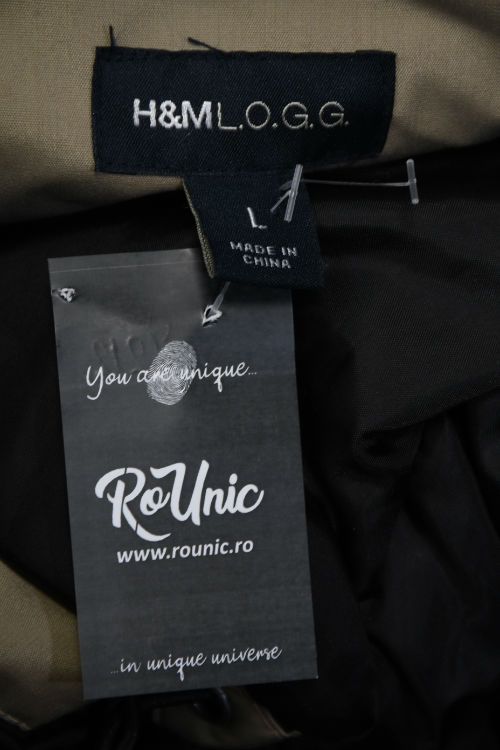 H&M L.O.G.G.
L
MADE IN
CHINA
You are unique...
RoUnic
www.rounic.ro
...in unique universe